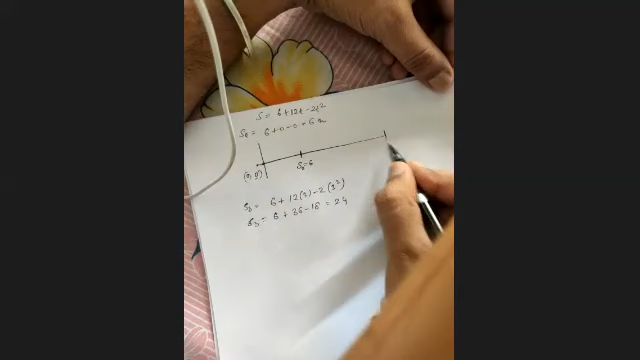 S = 6 + 12t - 2t²
S₀ = 6 + 0 - 0 = 6 m
(0,0)
S₀ = 6
S₃ = 6 + 12(3) - 2(3²)
S₃ = 6 + 36 - 18 = 24